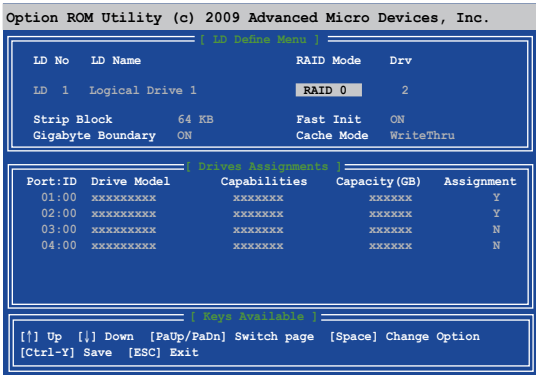 Option ROM Utility (c) 2009 Advanced Micro Devices, Inc.
[ LD Define Menu ]
LD No LD Name RAID Mode Drv
LD 1 Logical Drive 1 RAID 0 2
Strip Block 64 KB Fast Init ON
Gigabyte Boundary ON Cache Mode WriteThru
[ Drives Assignments ]
Port:ID Drive Model Capabilities Capacity(GB) Assignment
01:00 xxxxxxxxx xxxxxxx xxxxxx Y
02:00 xxxxxxxxx xxxxxxx xxxxxx Y
03:00 xxxxxxxxx xxxxxxx xxxxxx N
04:00 xxxxxxxxx xxxxxxx xxxxxx N
[ Keys Available ]
[↑] Up [↓] Down [PaUp/PaDn] Switch page [Space] Change Option
[Ctrl-Y] Save [ESC] Exit